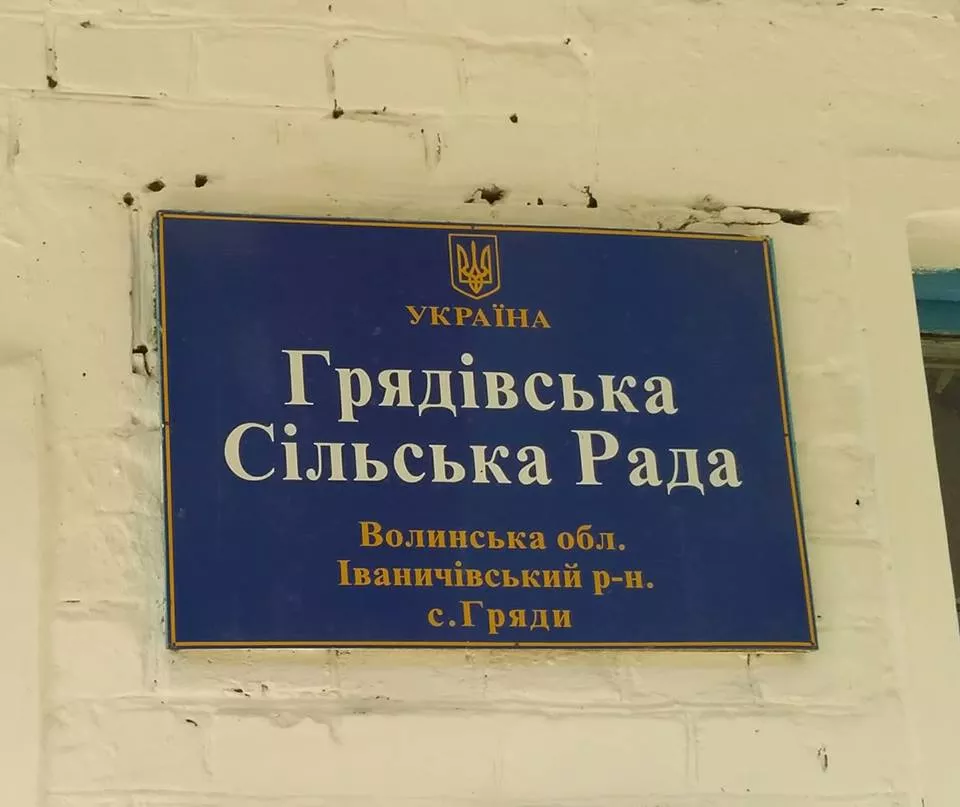 УКРАЇНА
Грядівська
Сільська Рада
Волинська обл.
Іваничівський р-н.
с.Гряди